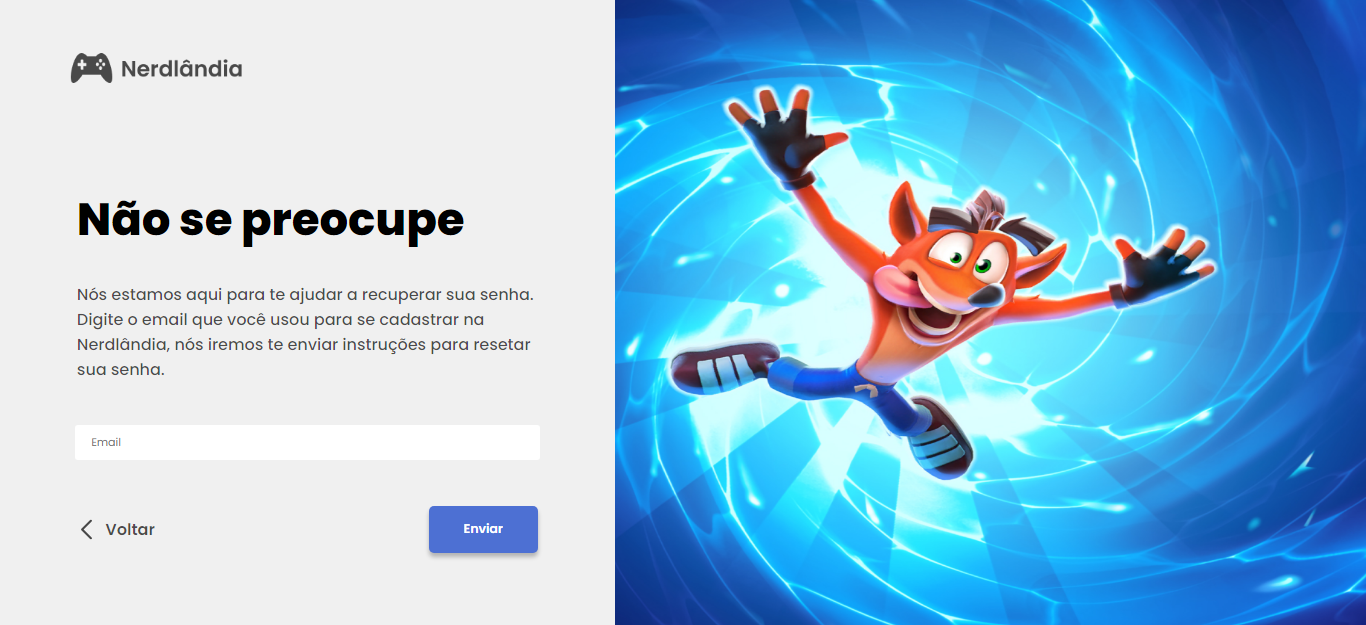 Nerdlândia
Não se preocupe
Nós estamos aqui para te ajudar a recuperar sua senha.
Digite o email que você usou para se cadastrar na
Nerdlândia, nós iremos te enviar instruções para resetar
sua senha.
Email
Voltar
Enviar